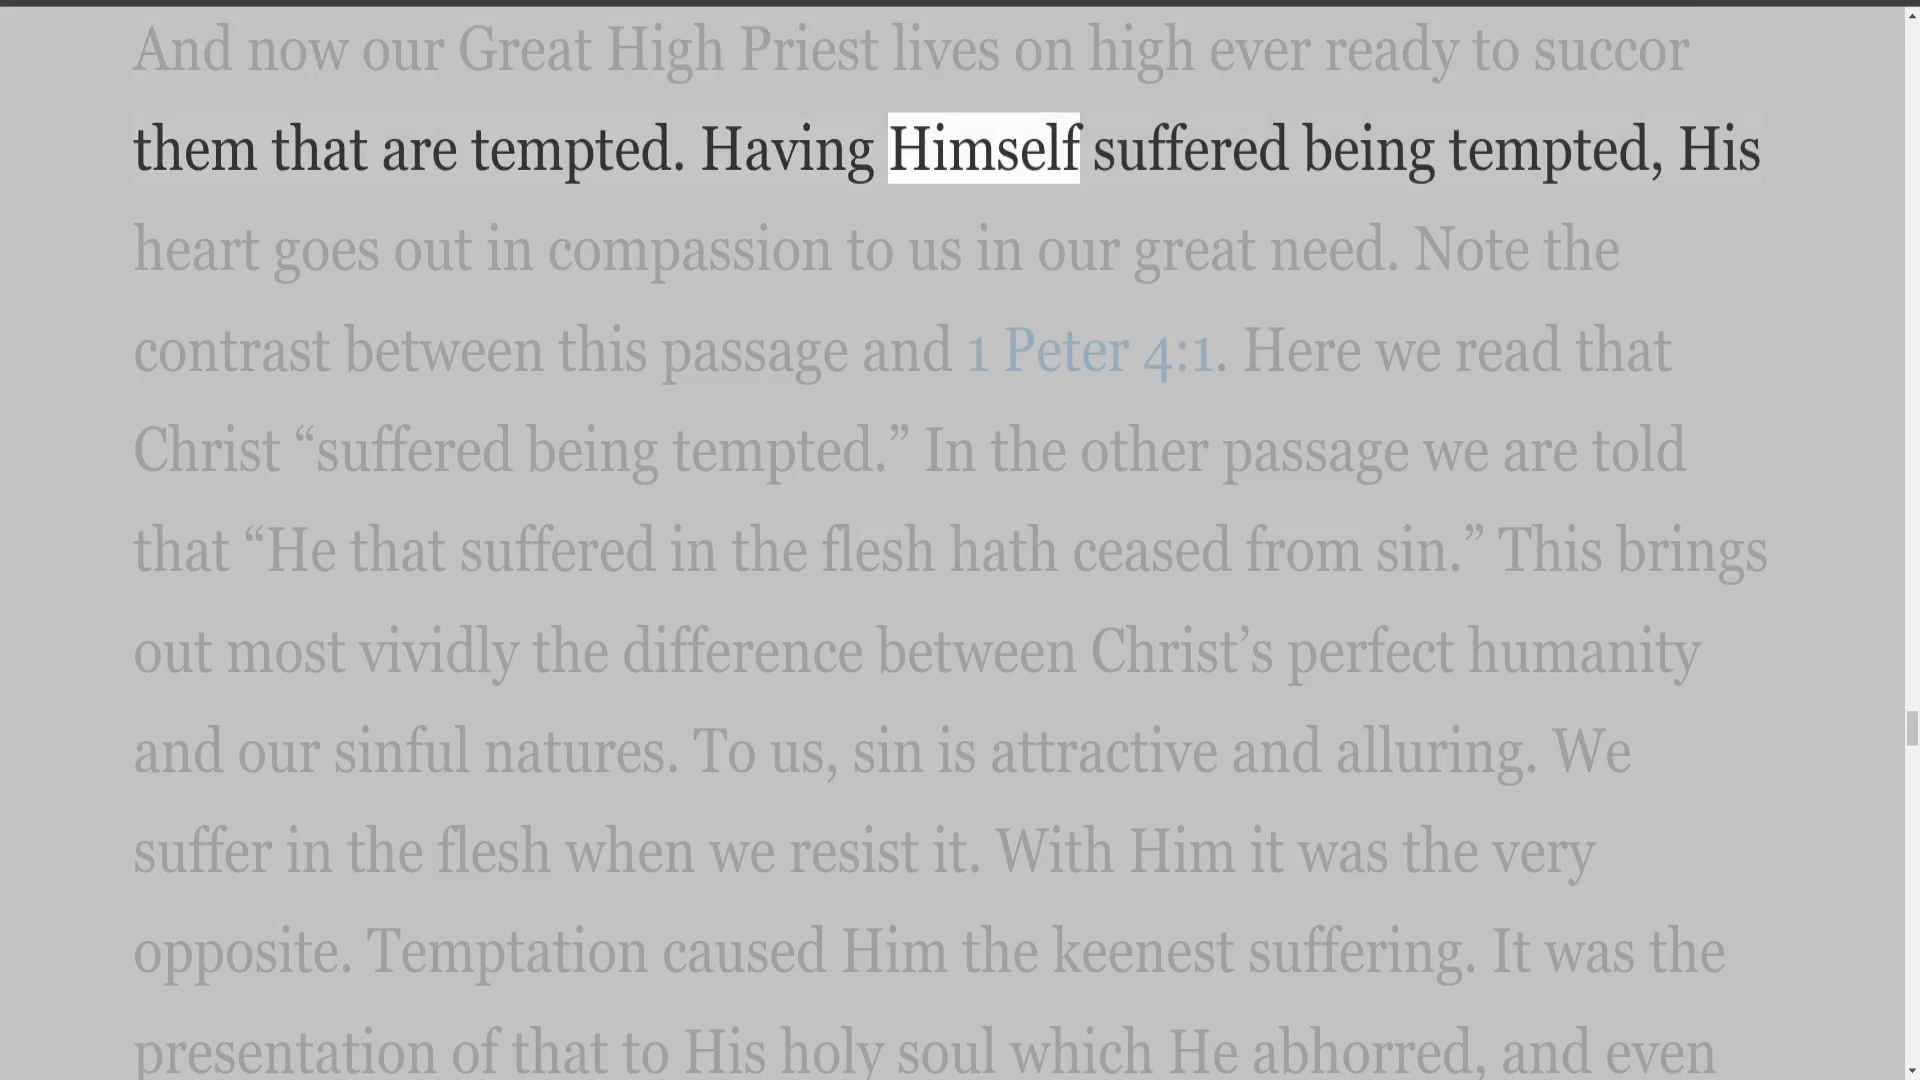 And now our Great High Priest lives on high ever ready to succor
them that are tempted. Having Himself suffered being tempted, His
heart goes out in compassion to us in our great need. Note the
contrast between this passage and 1 Peter 4:1. Here we read that
Christ “suffered being tempted.” In the other passage we are told
that “He that suffered in the flesh hath ceased from sin.” This brings
out most vividly the difference between Christ’s perfect humanity
and our sinful natures. To us, sin is attractive and alluring. We
suffer in the flesh when we resist it. With Him it was the very
opposite. Temptation caused Him the keenest suffering. It was the
presentation of that to His holy soul which He abhorred, and even